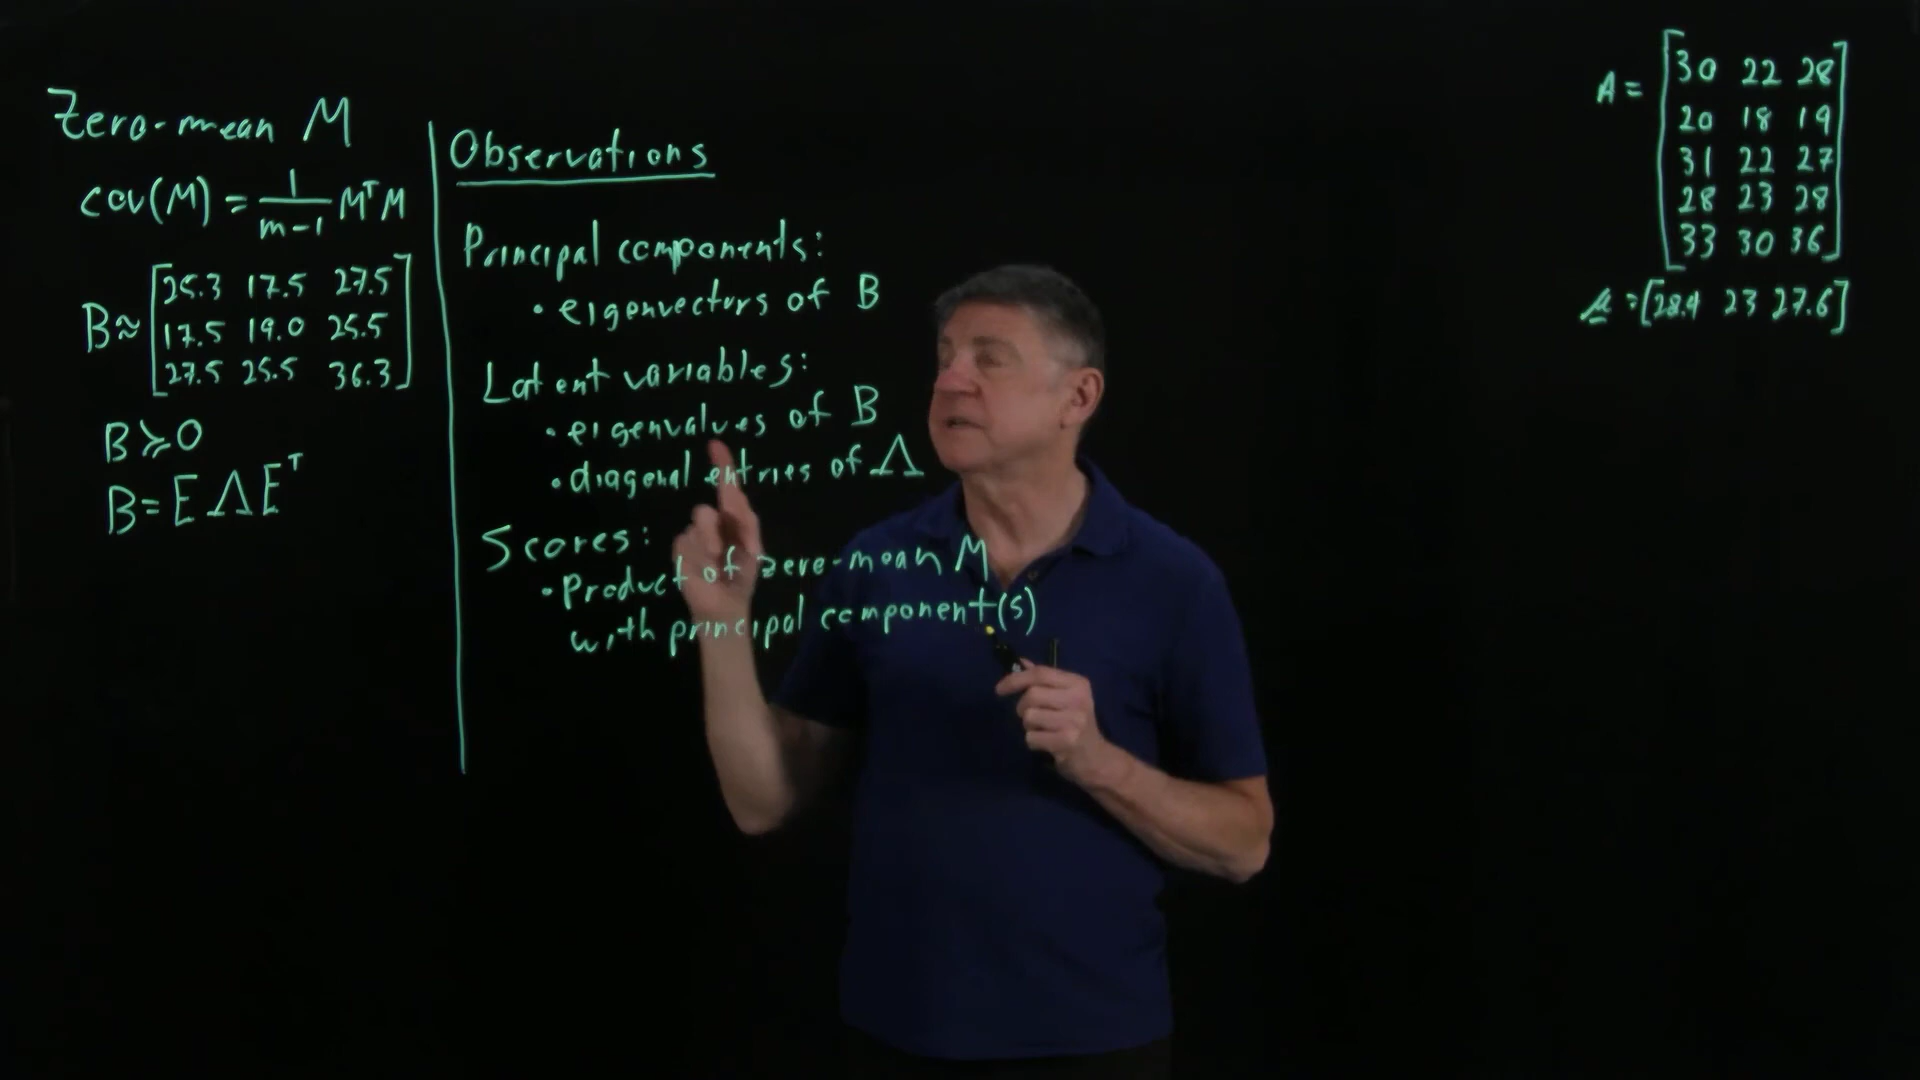 Zero-mean M
cov(M) = 1/(m-1) MᵀM
B ≈ [25.3 17.5 27.5
17.5 19.0 25.5
27.5 25.5 36.3]
B ≽ 0
B = E Λ Eᵀ
Observations
Principal components:
• eigenvectors of B
Latent variables:
• eigenvalues of B
• diagonal entries of Λ
Scores:
• Product of zero-mean M
with principal component(s)
A = [30 22 28
20 18 19
31 22 27
28 23 28
33 30 36]
μ = [28.4 23 27.6]